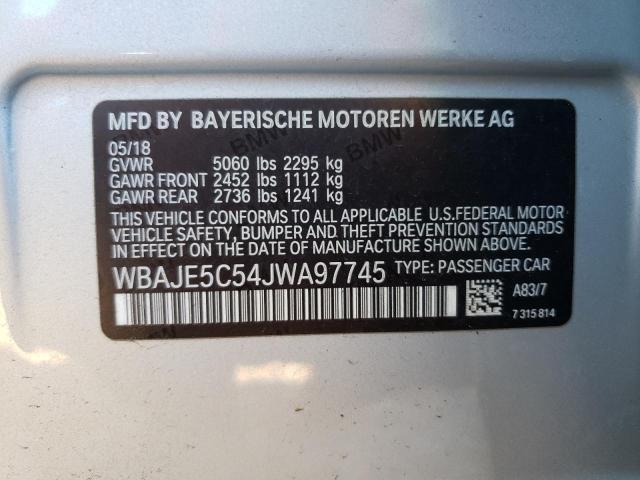 MFD BY BAYERISCHE MOTOREN WERKE AG
05/18
GVWR 5060 lbs 2295 kg
GAWR FRONT 2452 lbs 1112 kg
GAWR REAR 2736 lbs 1241 kg
THIS VEHICLE CONFORMS TO ALL APPLICABLE U.S.FEDERAL MOTOR
VEHICLE SAFETY, BUMPER AND THEFT PREVENTION STANDARDS
IN EFFECT ON THE DATE OF MANUFACTURE SHOWN ABOVE.
WBAJE5C54JWA97745 TYPE: PASSENGER CAR
A83/7
7 315 814
BMW
BMW